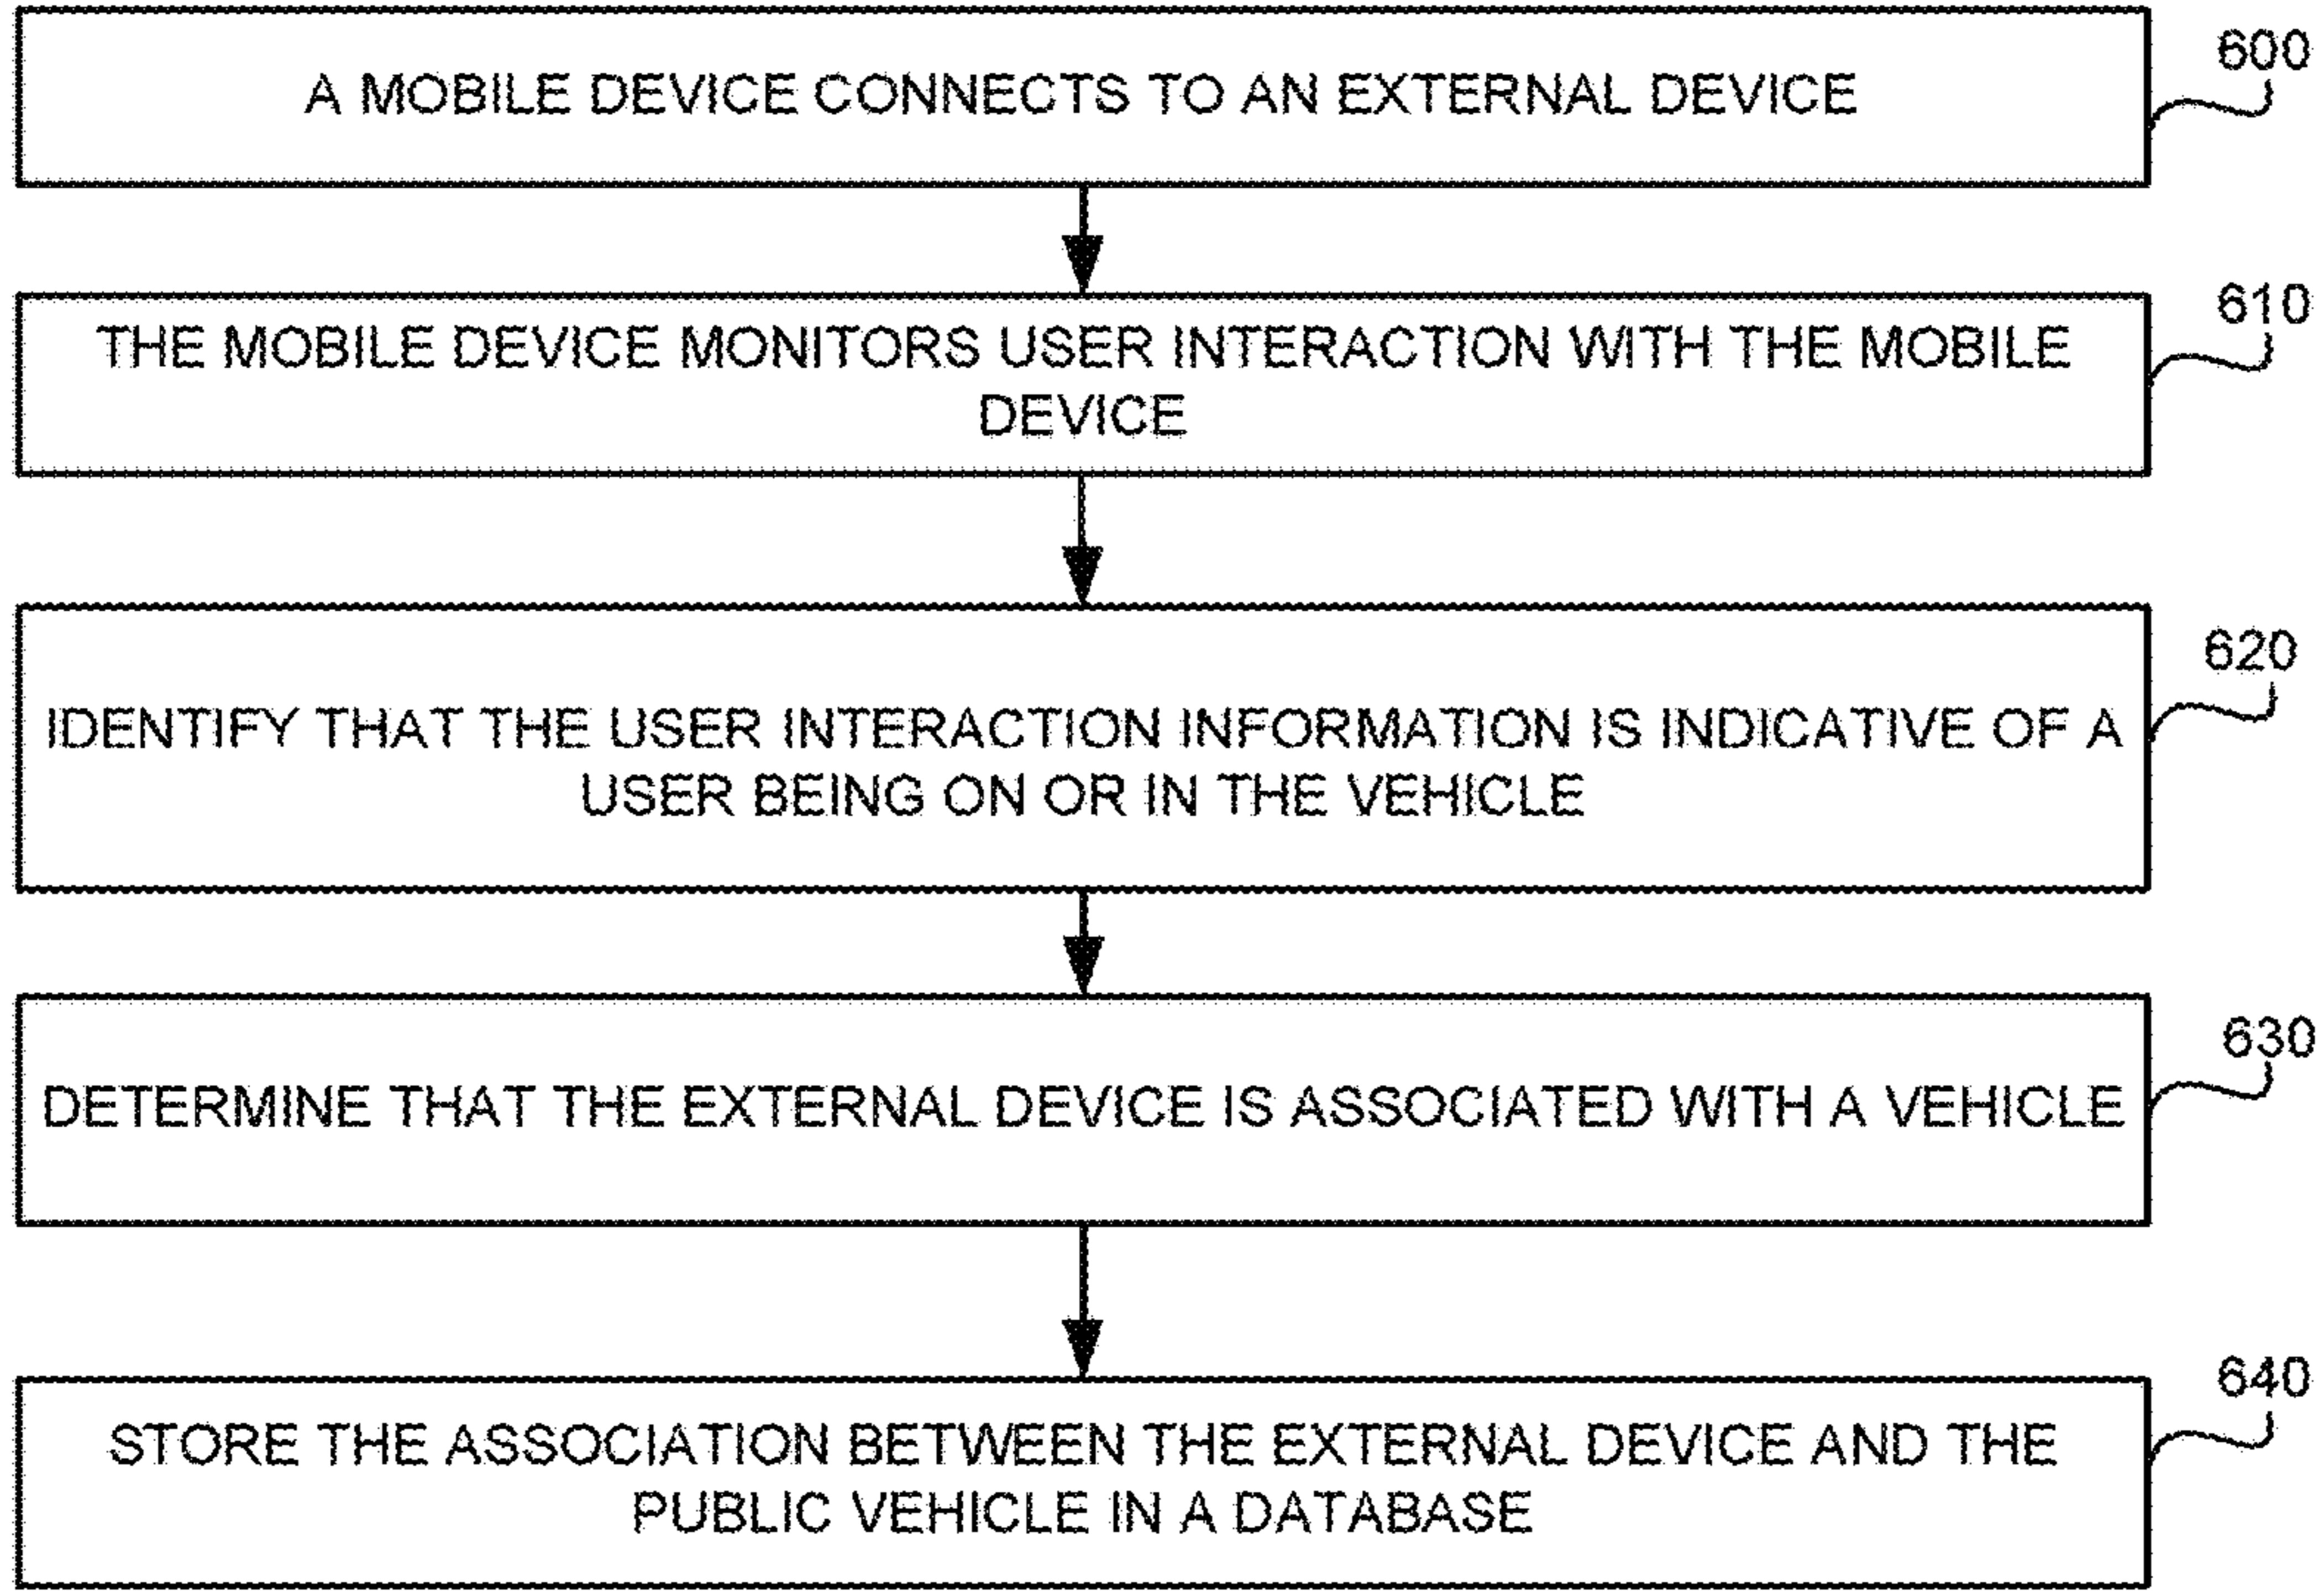 A MOBILE DEVICE CONNECTS TO AN EXTERNAL DEVICE
600
THE MOBILE DEVICE MONITORS USER INTERACTION WITH THE MOBILE
DEVICE
610
IDENTIFY THAT THE USER INTERACTION INFORMATION IS INDICATIVE OF A
USER BEING ON OR IN THE VEHICLE
620
DETERMINE THAT THE EXTERNAL DEVICE IS ASSOCIATED WITH A VEHICLE
630
STORE THE ASSOCIATION BETWEEN THE EXTERNAL DEVICE AND THE
PUBLIC VEHICLE IN A DATABASE
640